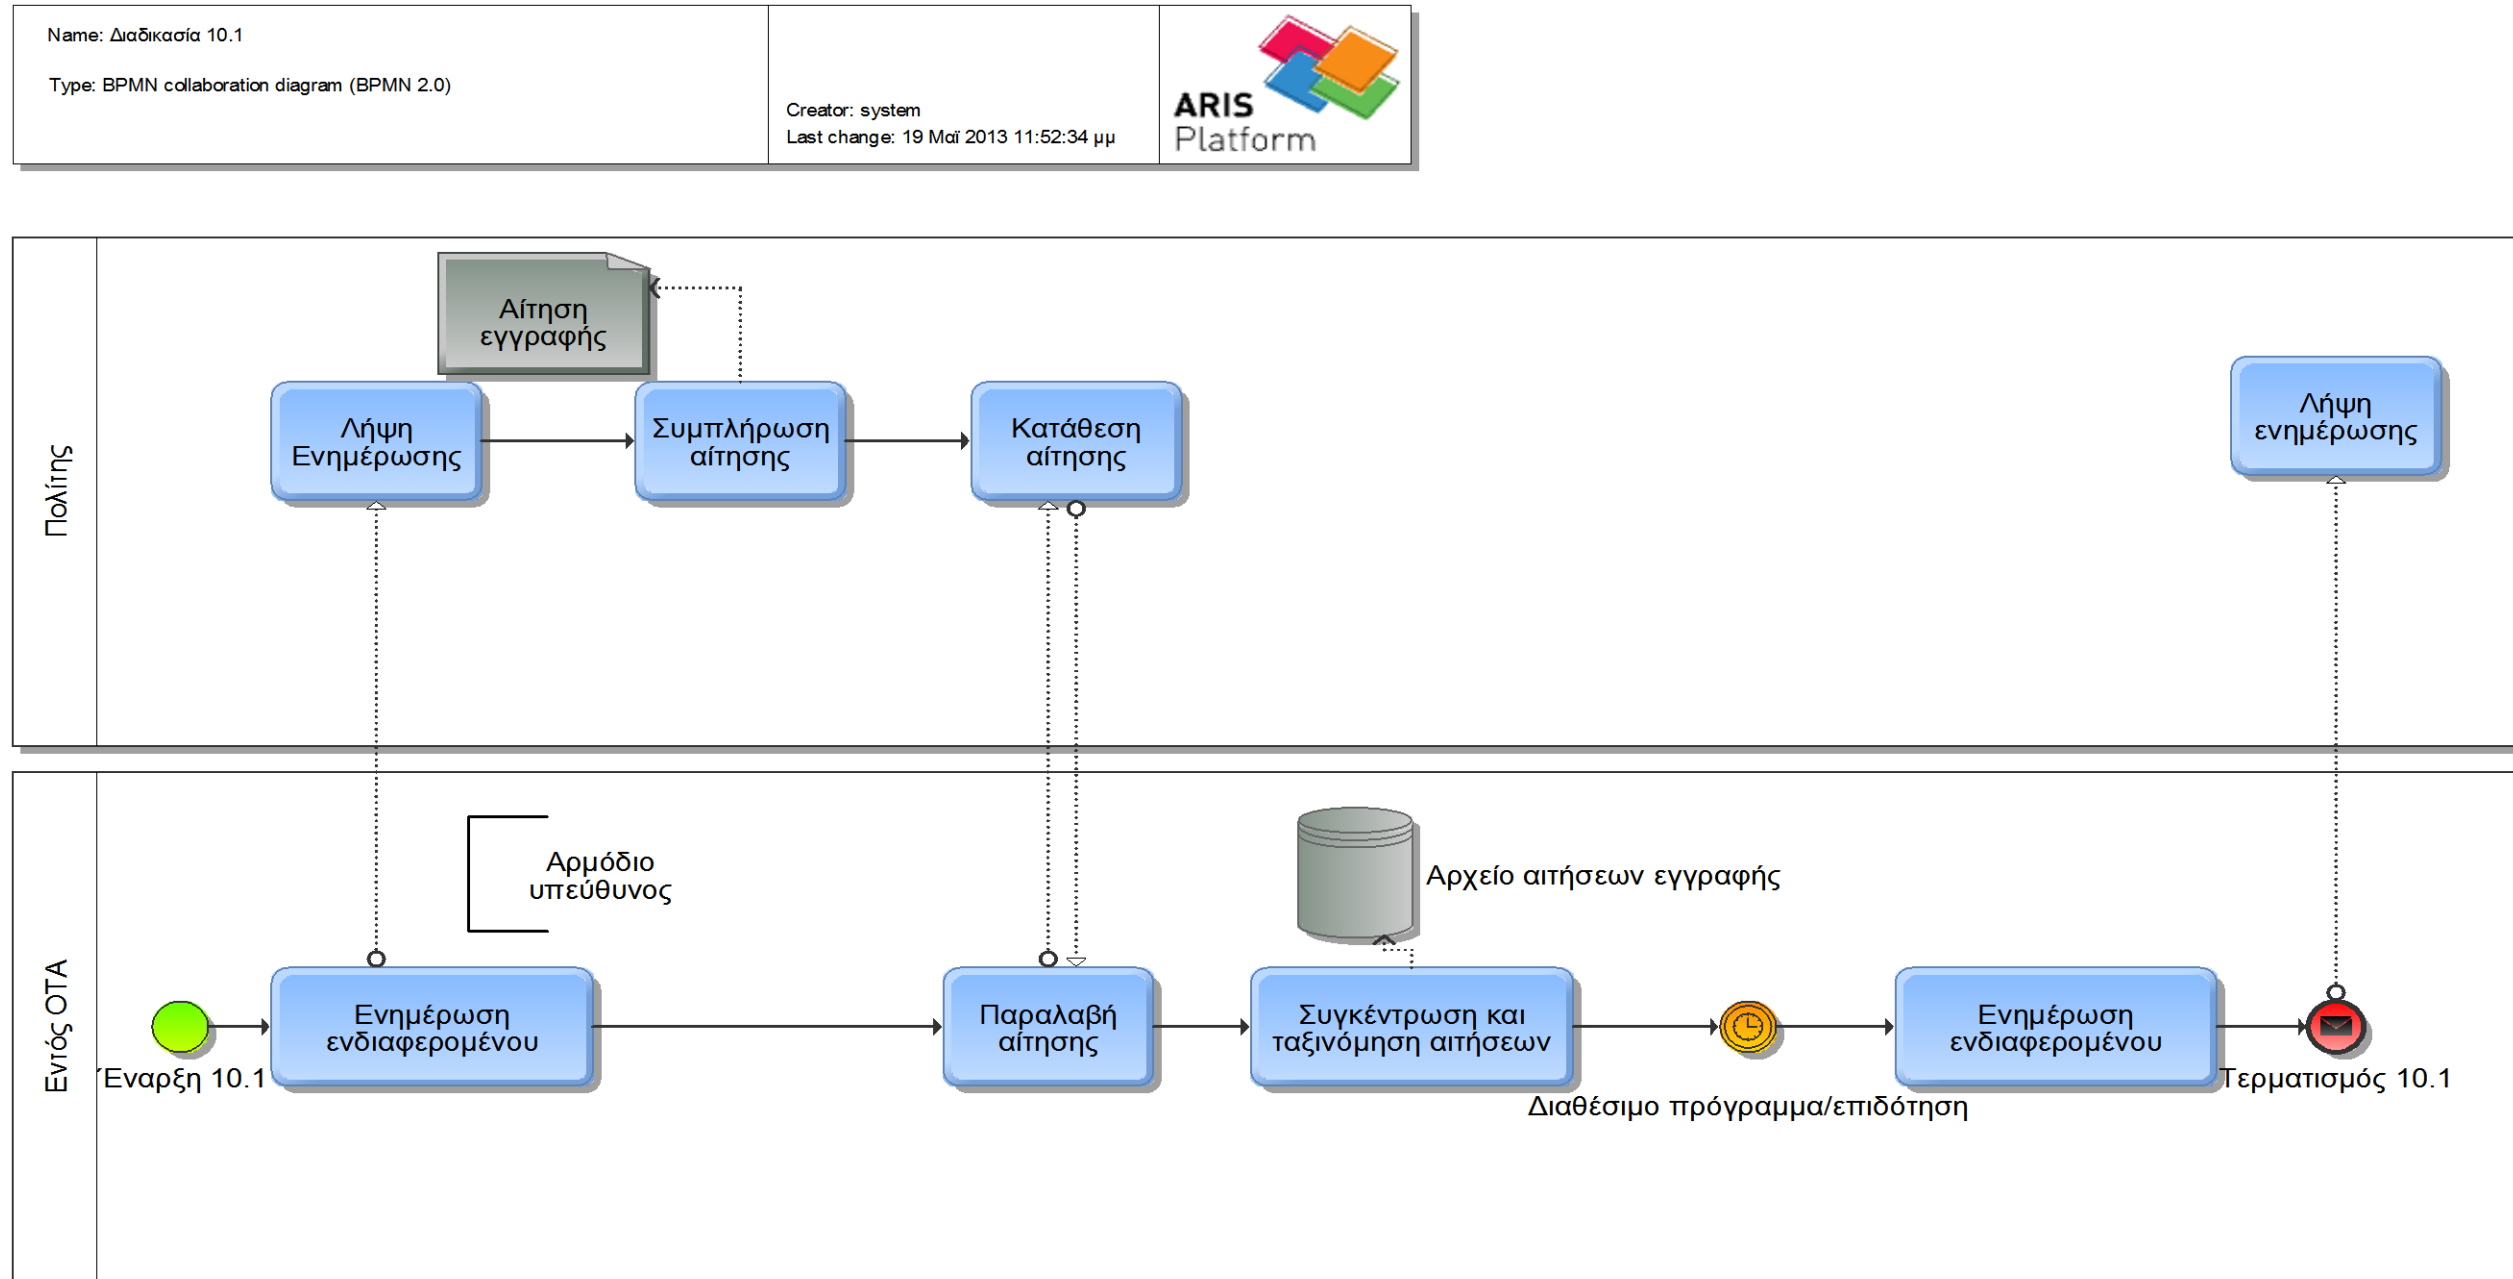 Name: Διαδικασία 10.1
Type: BPMN collaboration diagram (BPMN 2.0)
Creator: system
Last change: 19 Μαϊ 2013 11:52:34 μμ
ARIS
Platform
Πολίτης
Αίτηση
εγγραφής
Λήψη
Ενημέρωσης
Συμπλήρωση
αίτησης
Κατάθεση
αίτησης
Λήψη
ενημέρωσης
Εντός ΟΤΑ
Αρμόδιο
υπεύθυνος
Αρχείο αιτήσεων εγγραφής
Έναρξη 10.1
Ενημέρωση
ενδιαφερομένου
Παραλαβή
αίτησης
Συγκέντρωση και
ταξινόμηση αιτήσεων
Διαθέσιμο πρόγραμμα/επιδότηση
Ενημέρωση
ενδιαφερομένου
Τερματισμός 10.1